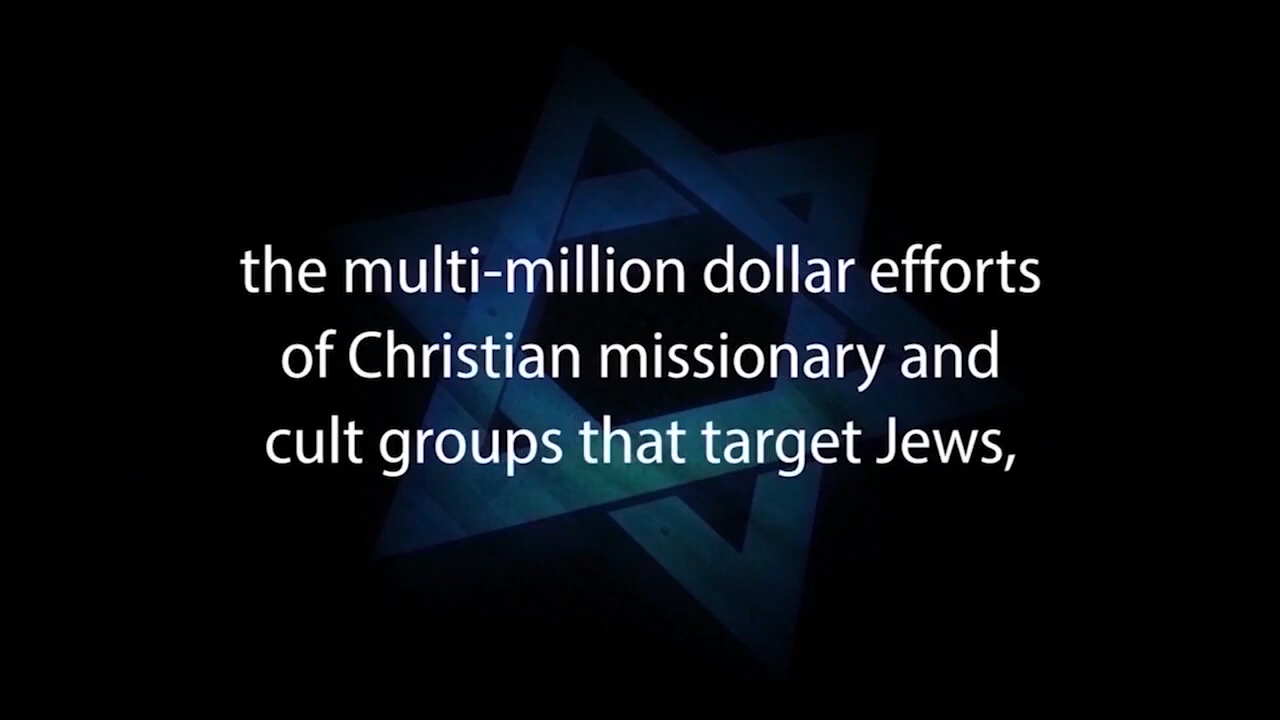 the multi-million dollar efforts
of Christian missionary and
cult groups that target Jews,